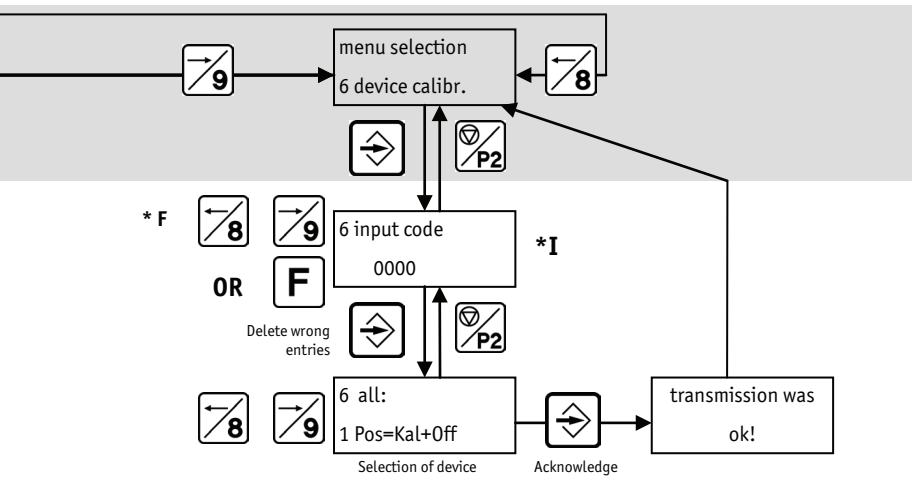 menu selection
6 device calibr.
9
8
P2
* F
8
9
6 input code
0000
*I
OR
F
Delete wrong
entries
P2
8
9
6 all:
1 Pos=Kal+Off
transmission was
ok!
Selection of device
Acknowledge